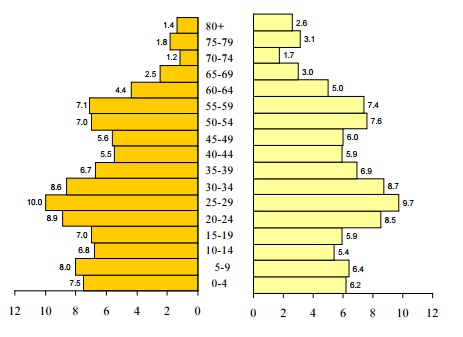 1.4 80+ 2.6
1.8 75-79 3.1
1.2 70-74 1.7
2.5 65-69 3.0
4.4 60-64 5.0
7.1 55-59 7.4
7.0 50-54 7.6
5.6 45-49 6.0
5.5 40-44 5.9
6.7 35-39 6.9
8.6 30-34 8.7
10.0 25-29 9.7
8.9 20-24 8.5
7.0 15-19 5.9
6.8 10-14 5.4
8.0 5-9 6.4
7.5 0-4 6.2
12 10 8 6 4 2 0 0 2 4 6 8 10 12